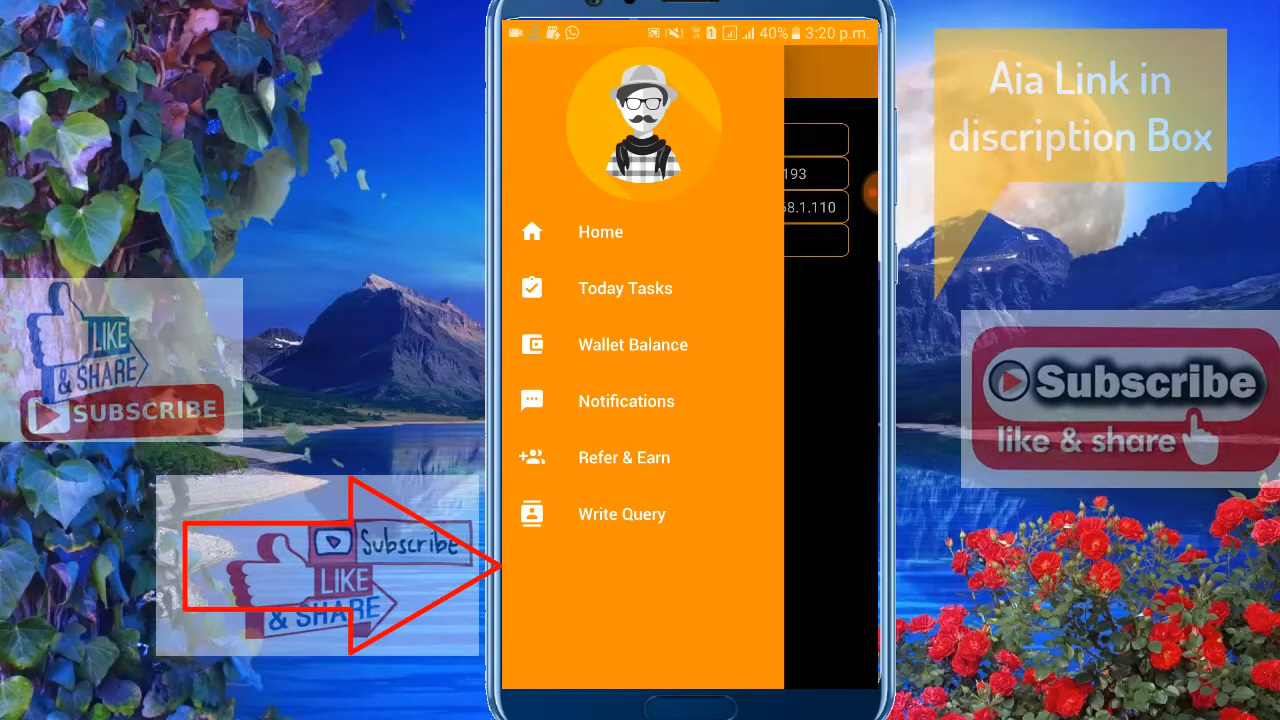 40% 3:20 p.m.
Aia Link in
discription Box
193
68.1.110
Home
Today Tasks
Wallet Balance
Notifications
Refer & Earn
Write Query
LIKE
& SHARE
SUBSCRIBE
Subscribe
like & share
Subscribe
LIKE
& SHARE